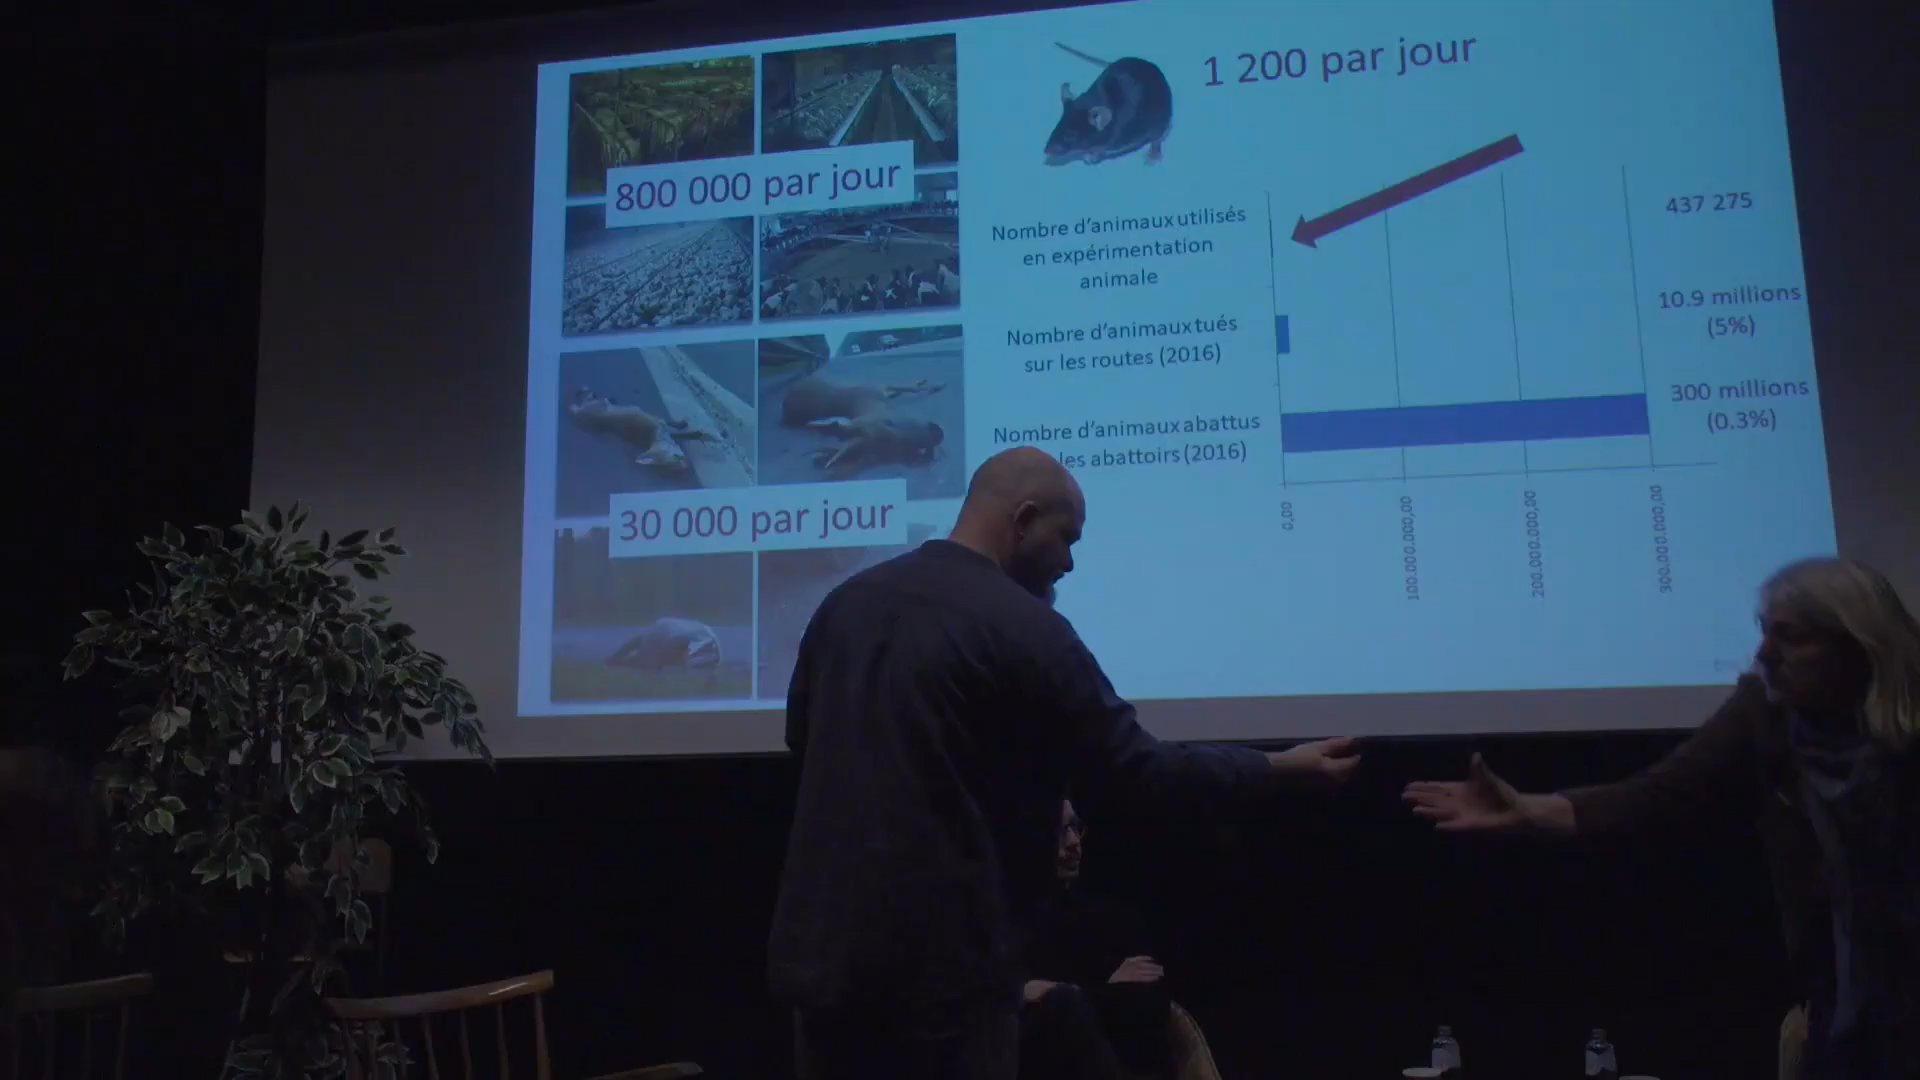 1 200 par jour
800 000 par jour
30 000 par jour
Nombre d'animaux utilisés
en expérimentation
animale
437 275
Nombre d'animaux tués
sur les routes (2016)
10.9 millions
(5%)
Nombre d'animaux abattus
les abattoirs (2016)
300 millions
(0.3%)
0,00
100.000.000,00
200.000.000,00
300.000.000,00